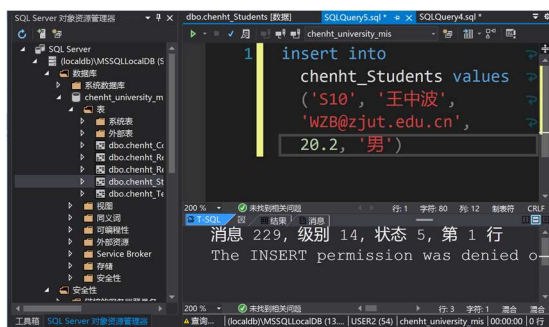 SQL Server 对象资源管理器
SQL Server
(localdb)\MSSQLLocalDB (S
数据库
系统数据库
chenht_university_m
表
系统表
外部表
dbo.chenht_Co
dbo.chenht_Re
dbo.chenht_Re
dbo.chenht_St
dbo.chenht_Te
视图
同义词
可编程性
外部资源
Service Broker
存储
安全性
安全性
工具箱 SQL Server 对象资源管理器
dbo.chenht_Students [数据] SQLQuery5.sql* SQLQuery4.sql*
chenht_university_mis
1 insert into
chenht_Students values
('S10', '王中波',
'WZB@zjut.edu.cn',
20.2, '男')
200 % 未找到相关问题 行: 1 字符: 80 列: 12 制表符 CRLF
T-SQL 结果 消息
消息 229, 级别 14, 状态 5, 第 1 行
The INSERT permission was denied o
200 % 未找到相关问题 行: 3 字符: 1 混合 混合
查询... (localdb)\MSSQLLocalDB (13.... USER2 (54) chenht_university_mis 00:00:00 0 行